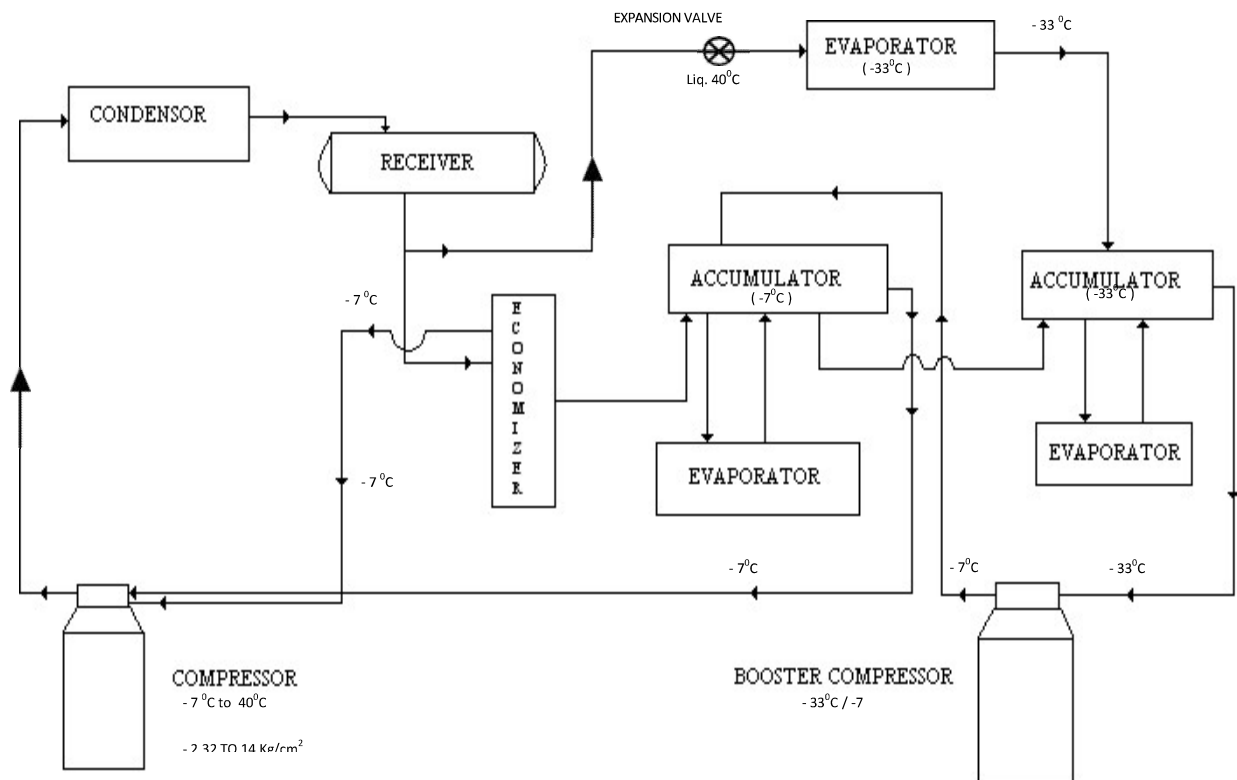 EXPANSION VALVE
Liq. 40⁰C
EVAPORATOR
( -33⁰C )
- 33 ⁰C
CONDENSOR
RECEIVER
ACCUMULATOR
( -7⁰C )
ACCUMULATOR
( -33⁰C )
- 7 ⁰C
ECONOMIZER
- 7 ⁰C
EVAPORATOR
EVAPORATOR
- 7⁰C
- 7⁰C
- 33⁰C
COMPRESSOR
- 7 ⁰C to 40⁰C
- 2.32 TO 14 Kg/cm²
BOOSTER COMPRESSOR
- 33⁰C / -7